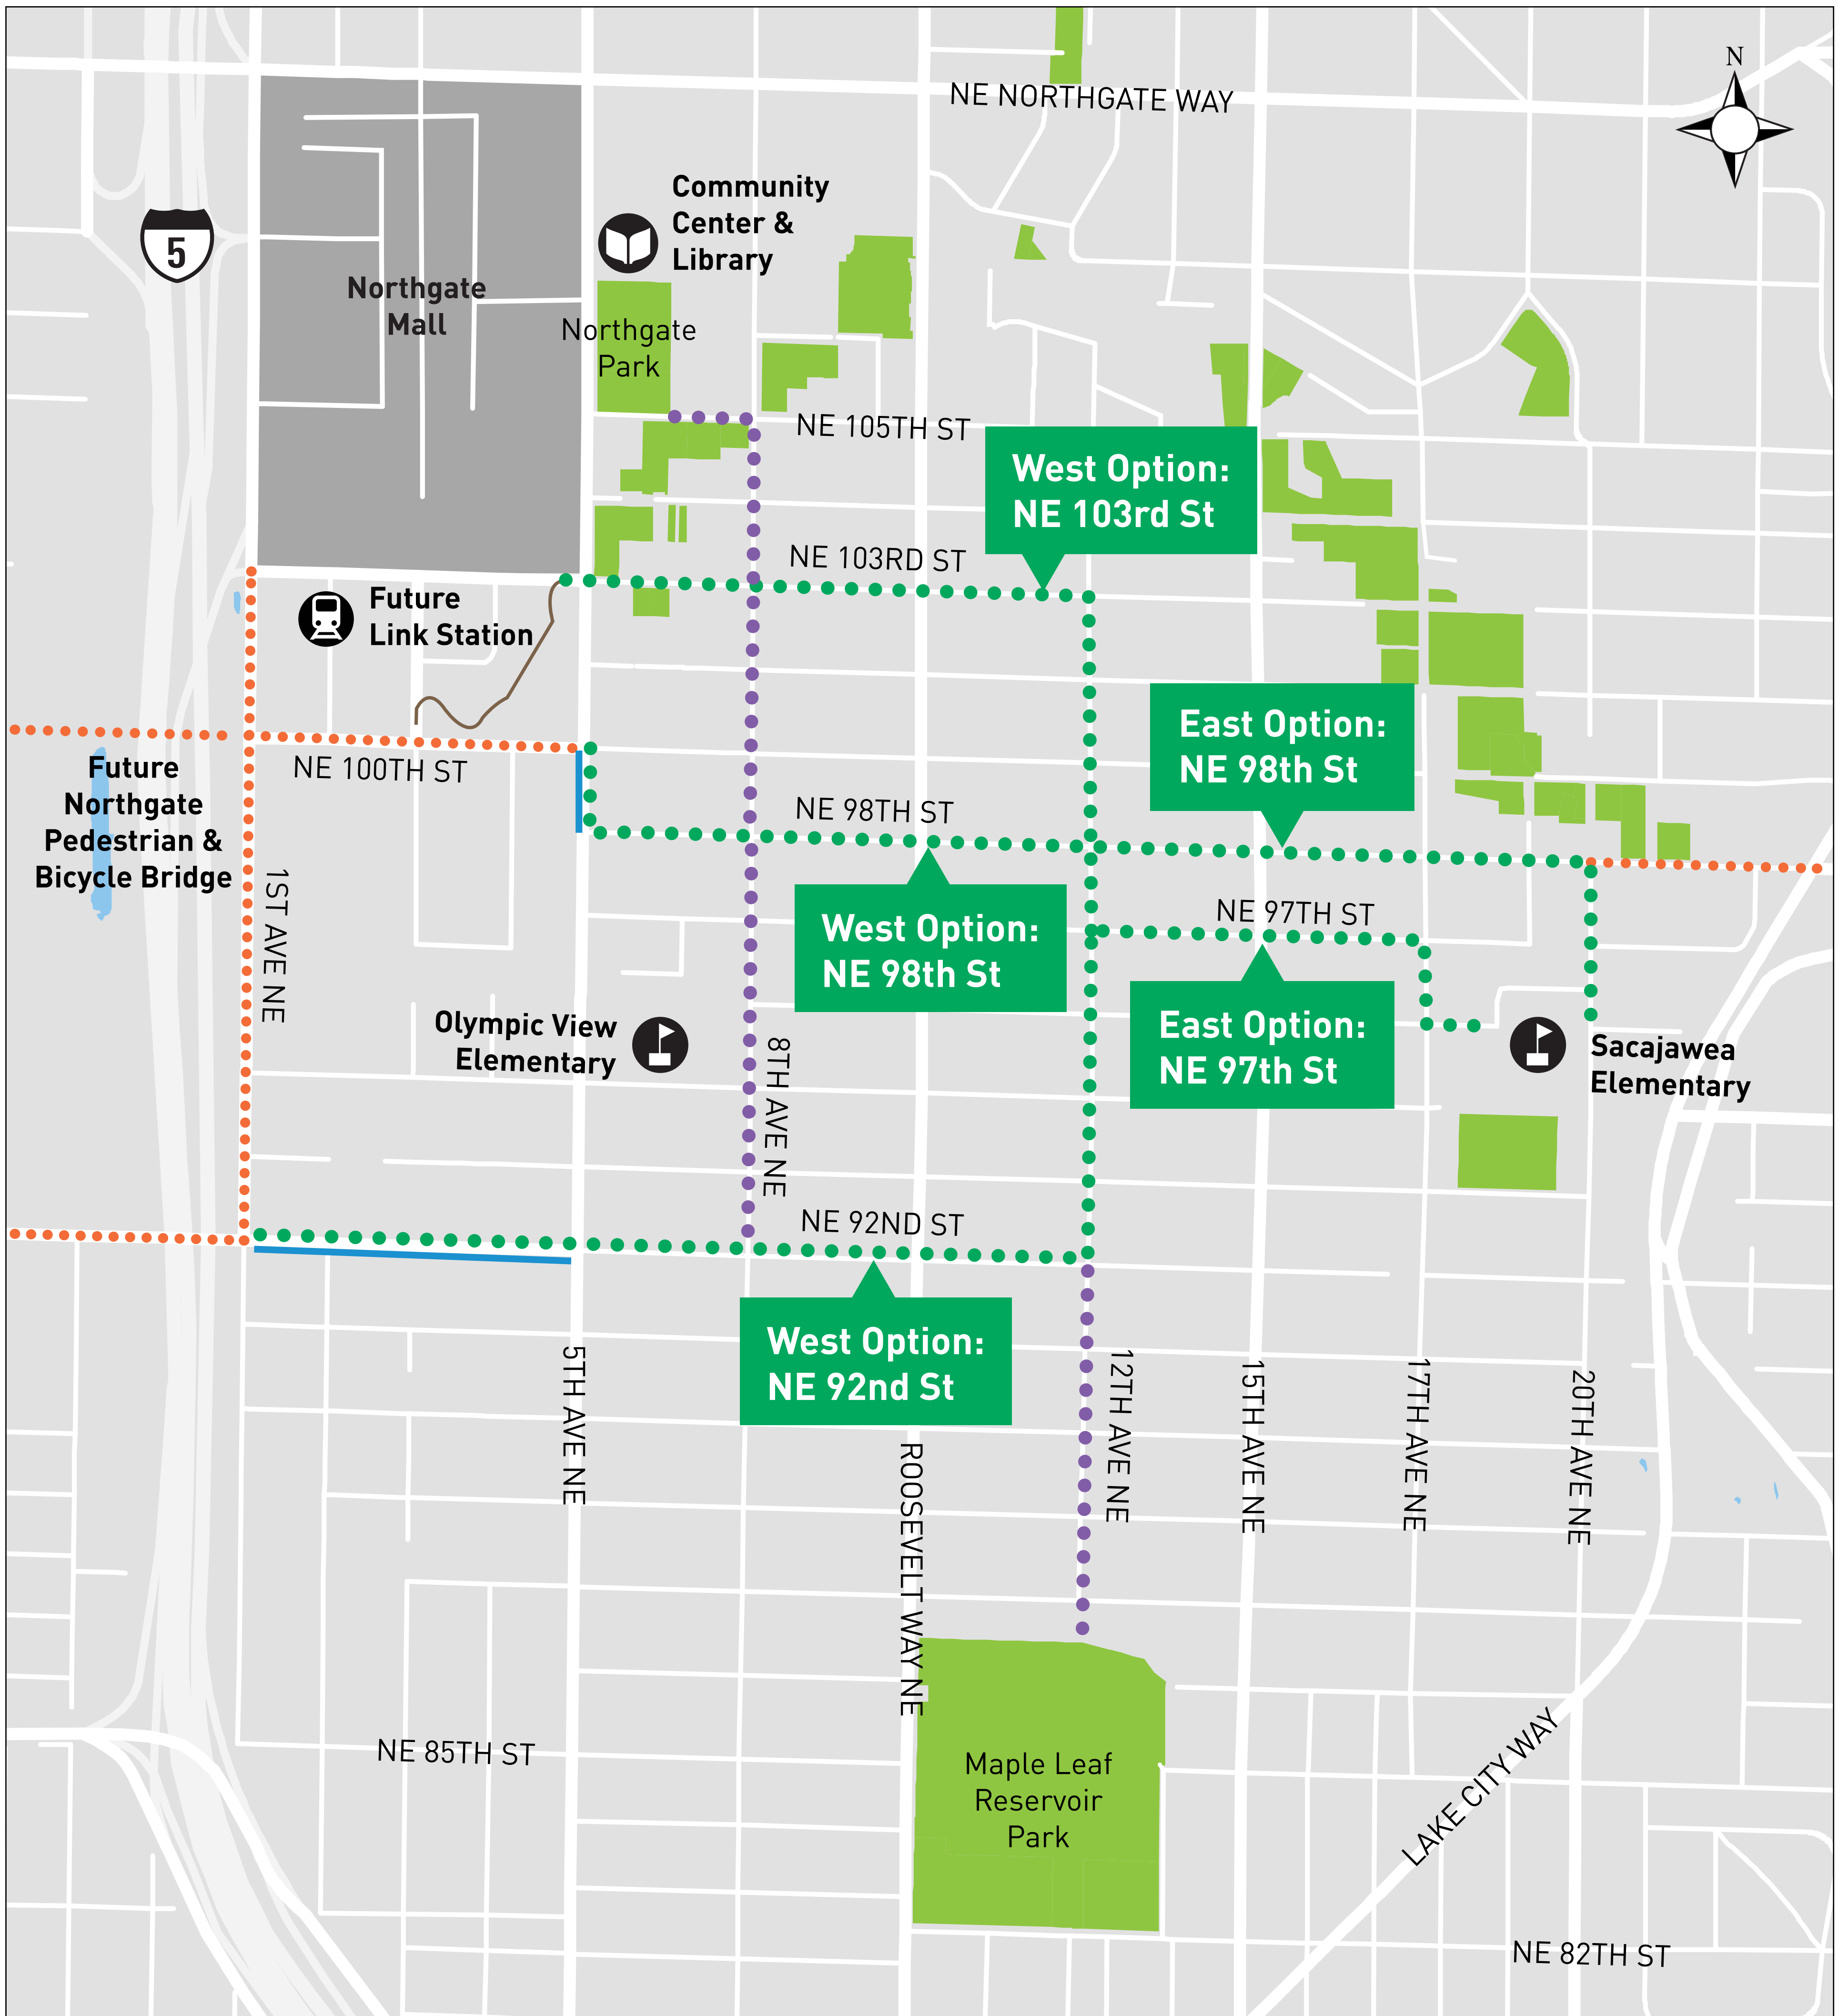 N
NE NORTHGATE WAY
Community
Center &
Library
5
Northgate
Mall
Northgate
Park
NE 105TH ST
West Option:
NE 103rd St
NE 103RD ST
Future
Link Station
East Option:
NE 98th St
NE 100TH ST
Future
Northgate
Pedestrian &
Bicycle Bridge
NE 98TH ST
1ST AVE NE
West Option:
NE 98th St
NE 97TH ST
East Option:
NE 97th St
Olympic View
Elementary
8TH AVE NE
Sacajawea
Elementary
NE 92ND ST
West Option:
NE 92nd St
5TH AVE NE
ROOSEVELT WAY NE
12TH AVE NE
15TH AVE NE
17TH AVE NE
20TH AVE NE
NE 85TH ST
Maple Leaf
Reservoir
Park
LAKE CITY WAY
NE 82TH ST